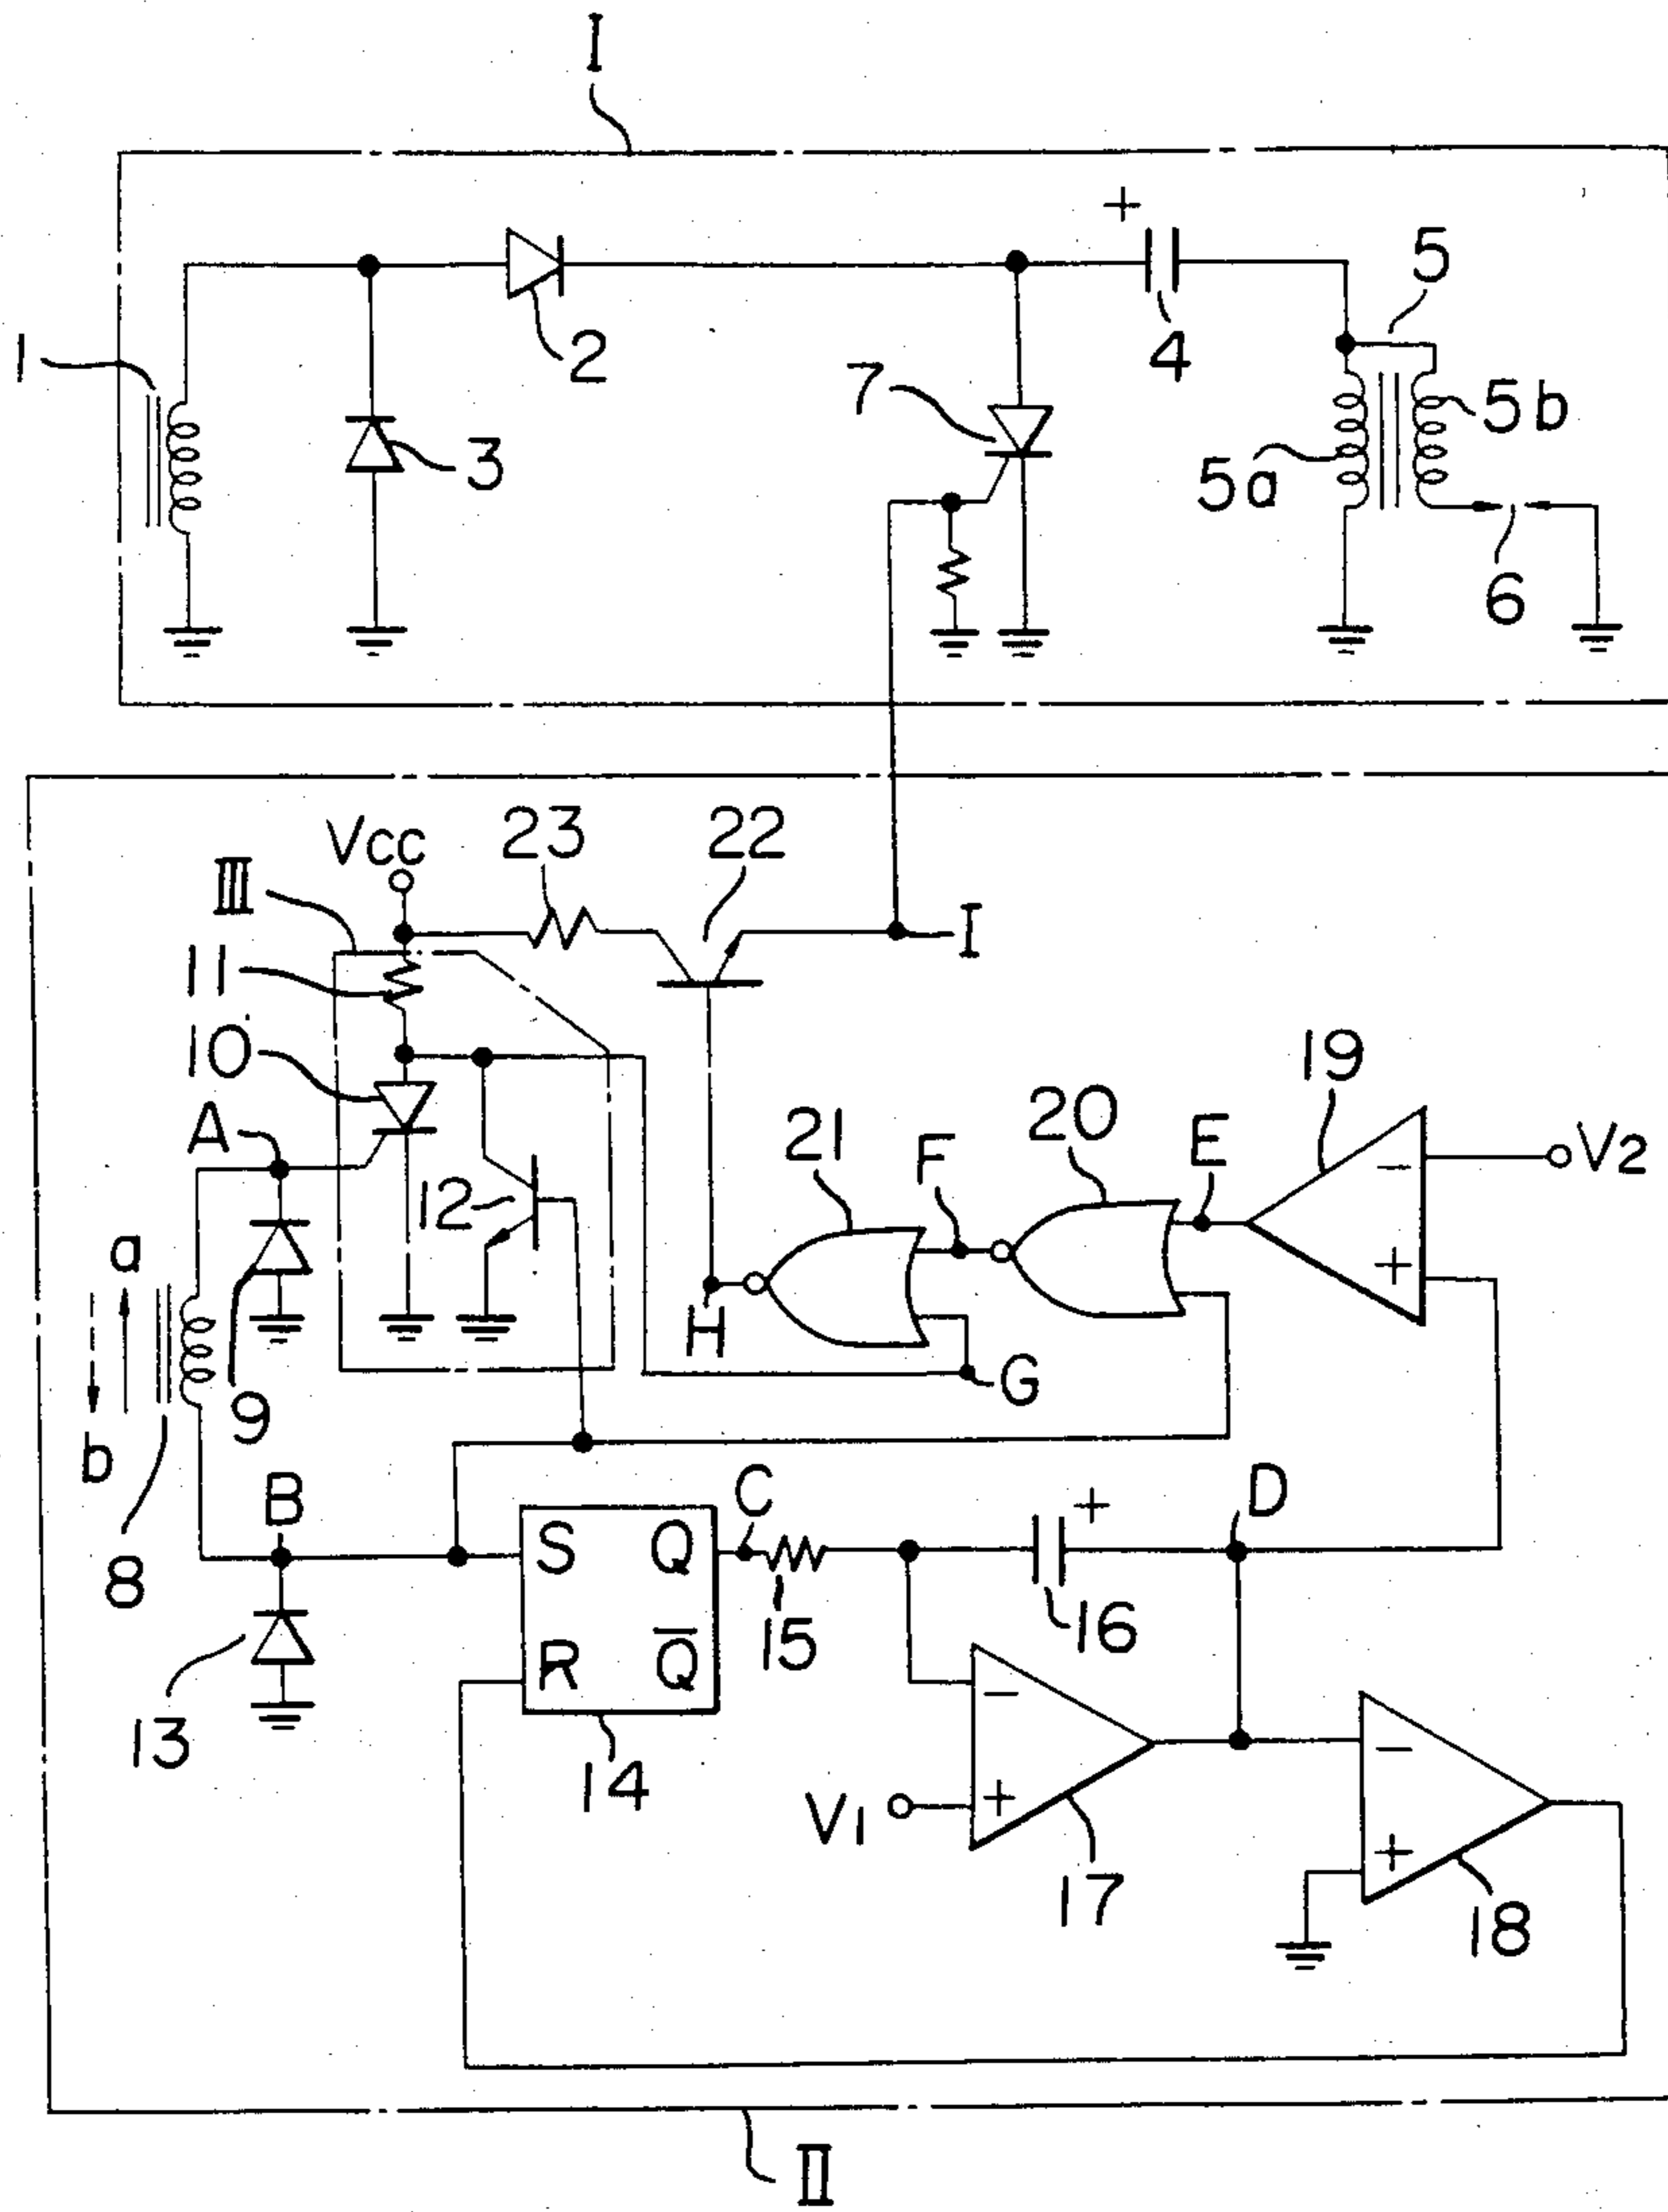 I
+
5
1
2
4
7
5b
3
5a
6
Vcc
23
22
III
I
11
10
19
A
21
F
20
E
− V2
12
a
+
H
G
9
b
B
C
+
D
8
S Q
R Q̅
15
16
−
−
13
14
V1
+
+
17
18
II